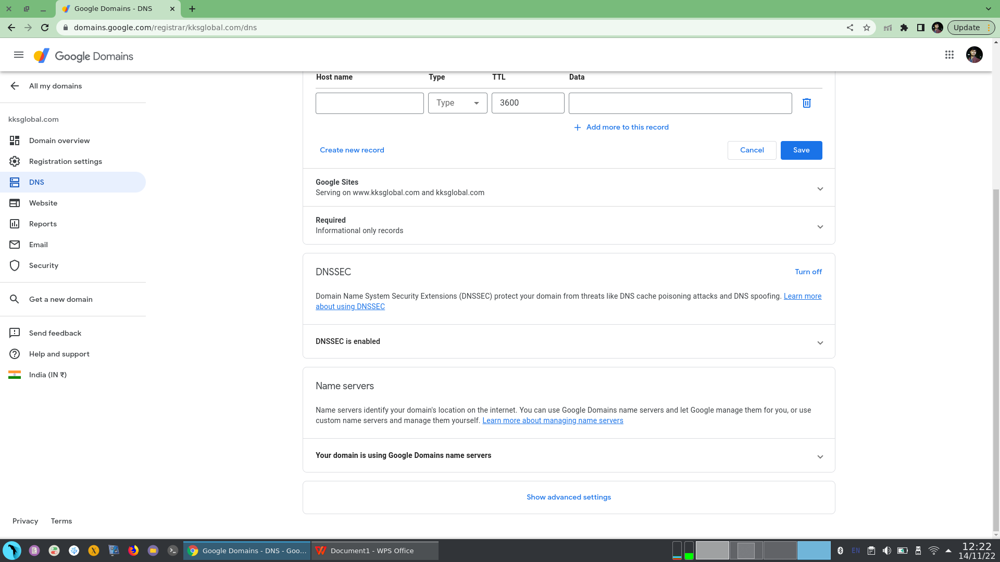 Google Domains - DNS
domains.google.com/registrar/kksglobal.com/dns
Update
Google Domains
All my domains
kksglobal.com
Domain overview
Registration settings
DNS
Website
Reports
Email
Security
Get a new domain
Send feedback
Help and support
India (IN ₹)
Privacy Terms
Host name Type TTL Data
Type 3600
Add more to this record
Create new record Cancel Save
Google Sites
Serving on www.kksglobal.com and kksglobal.com
Required
Informational only records
DNSSEC Turn off
Domain Name System Security Extensions (DNSSEC) protect your domain from threats like DNS cache poisoning attacks and DNS spoofing. Learn more
about using DNSSEC
DNSSEC is enabled
Name servers
Name servers identify your domain's location on the internet. You can use Google Domains name servers and let Google manage them for you, or use
custom name servers and manage them yourself. Learn more about managing name servers
Your domain is using Google Domains name servers
Show advanced settings
Google Domains - DNS - Goo... Document1 - WPS Office EN 12:22
14/11/22